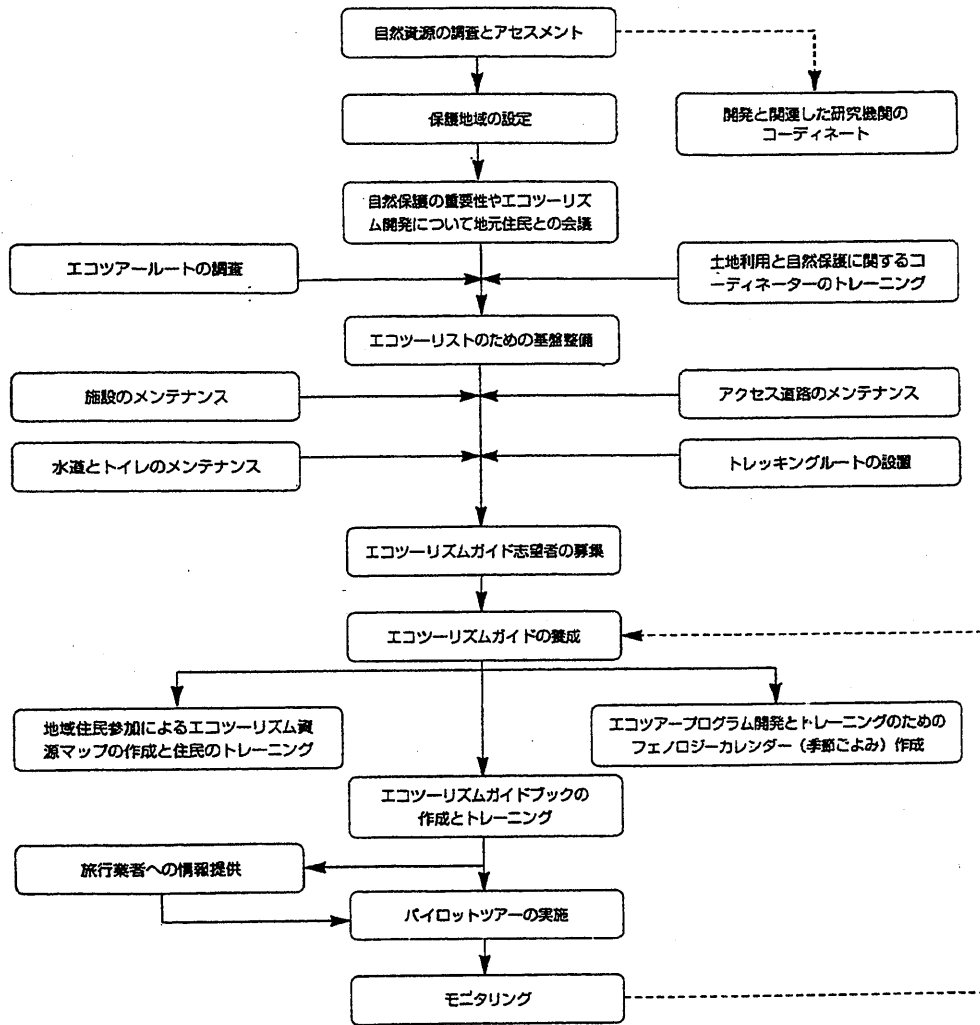 自然資源の調査とアセスメント
開発と関連した研究機関の
コーディネート
保護地域の設定
自然保護の重要性やエコツーリズ
ム開発について地元住民との会議
エコツアールートの調査
土地利用と自然保護に関するコ
ーディネーターのトレーニング
エコツーリストのための基盤整備
施設のメンテナンス
アクセス道路のメンテナンス
水道とトイレのメンテナンス
トレッキングルートの設置
エコツーリズムガイド志望者の募集
エコツーリズムガイドの養成
地域住民参加によるエコツーリズム資
源マップの作成と住民のトレーニング
エコツアープログラム開発とトレーニングのための
フェノロジーカレンダー（季節ごよみ）作成
エコツーリズムガイドブックの
作成とトレーニング
旅行業者への情報提供
パイロットツアーの実施
モニタリング